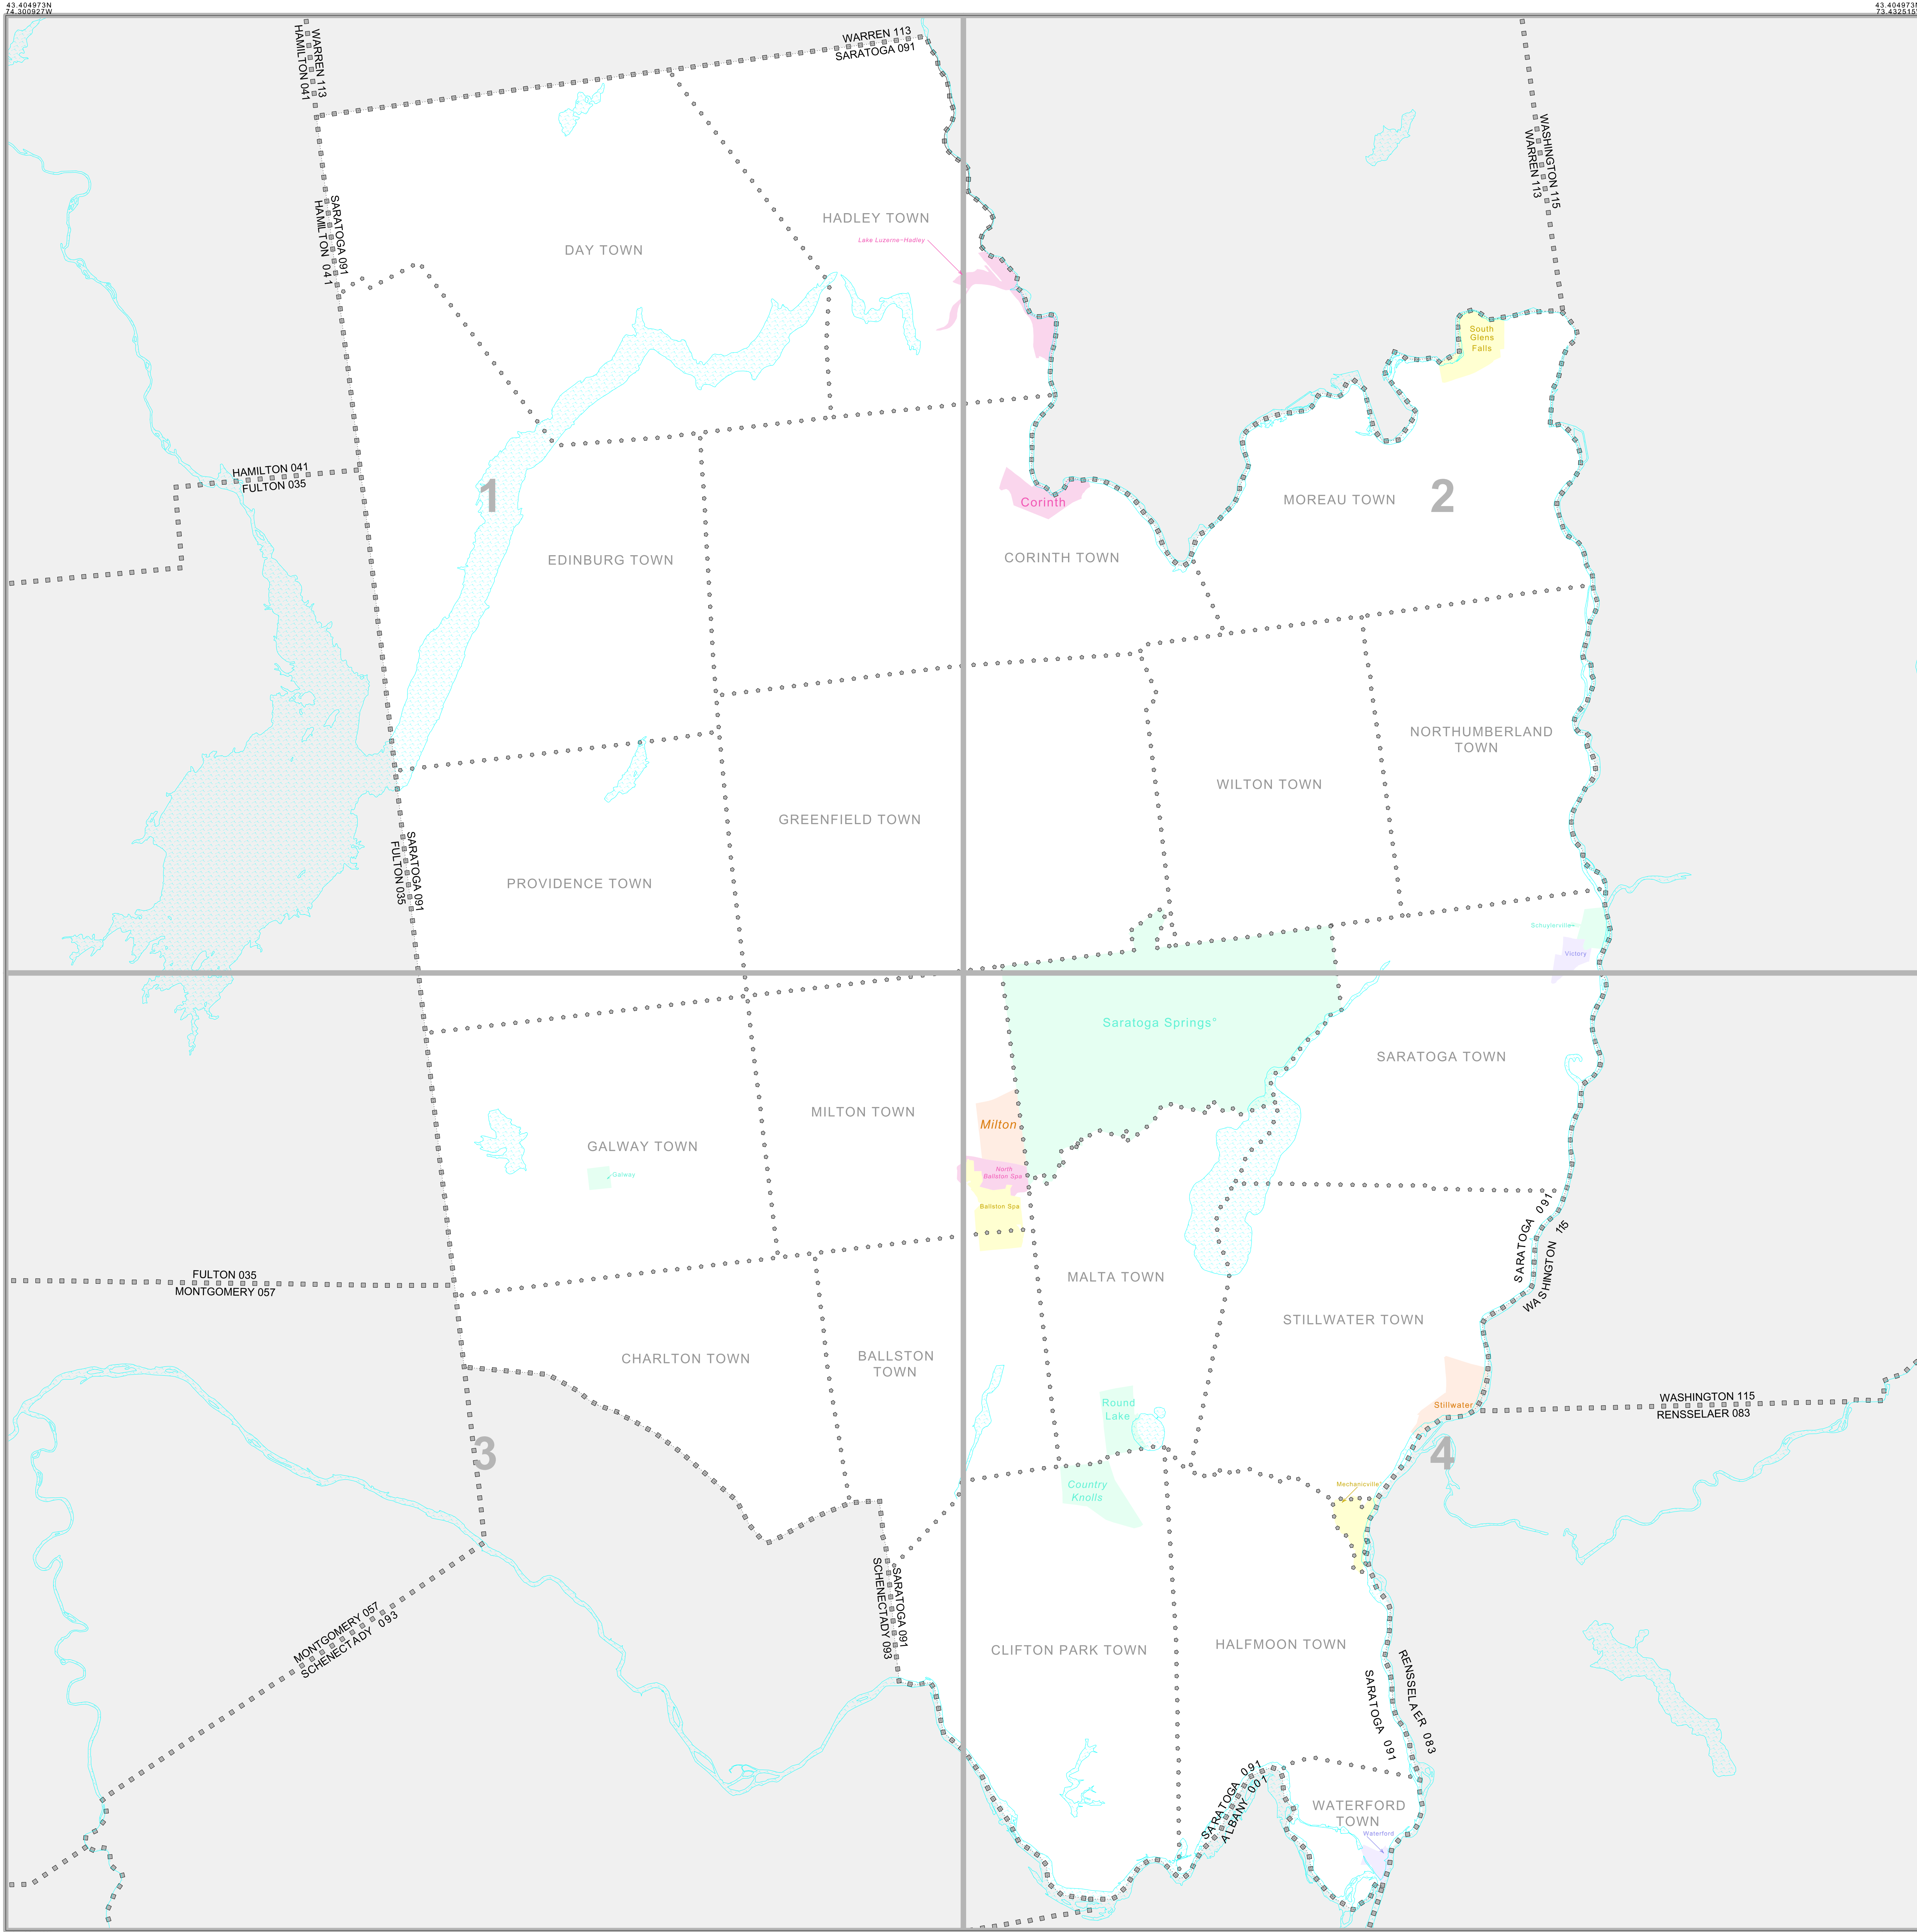 43.404973N
74.300927W
43.404973N
73.432515
WARREN 113
HAMILTON 041
WARREN 113
SARATOGA 091
WASHINGTON 115
WARREN 113
SARATOGA 091
HAMILTON 041
HADLEY TOWN
Lake Luzerne-Hadley
DAY TOWN
South
Glens
Falls
HAMILTON 041
FULTON 035
1
Corinth
MOREAU TOWN
2
EDINBURG TOWN
CORINTH TOWN
NORTHUMBERLAND
TOWN
WILTON TOWN
GREENFIELD TOWN
SARATOGA 091
FULTON 035
PROVIDENCE TOWN
Schuylerville
Victory
Saratoga Springs
SARATOGA TOWN
MILTON TOWN
Milton
GALWAY TOWN
Galway
North
Ballston Spa
Ballston Spa
SARATOGA 091
WASHINGTON 115
FULTON 035
MONTGOMERY 057
MALTA TOWN
STILLWATER TOWN
CHARLTON TOWN
BALLSTON
TOWN
Round
Lake
Stillwater
WASHINGTON 115
RENSSELAER 083
3
4
Country
Knolls
Mechanicville
SARATOGA 091
SCHENECTADY 093
MONTGOMERY 057
SCHENECTADY 093
CLIFTON PARK TOWN
HALFMOON TOWN
RENSSELAER 083
SARATOGA 091
SARATOGA 091
ALBANY 001
WATERFORD
TOWN
Waterford